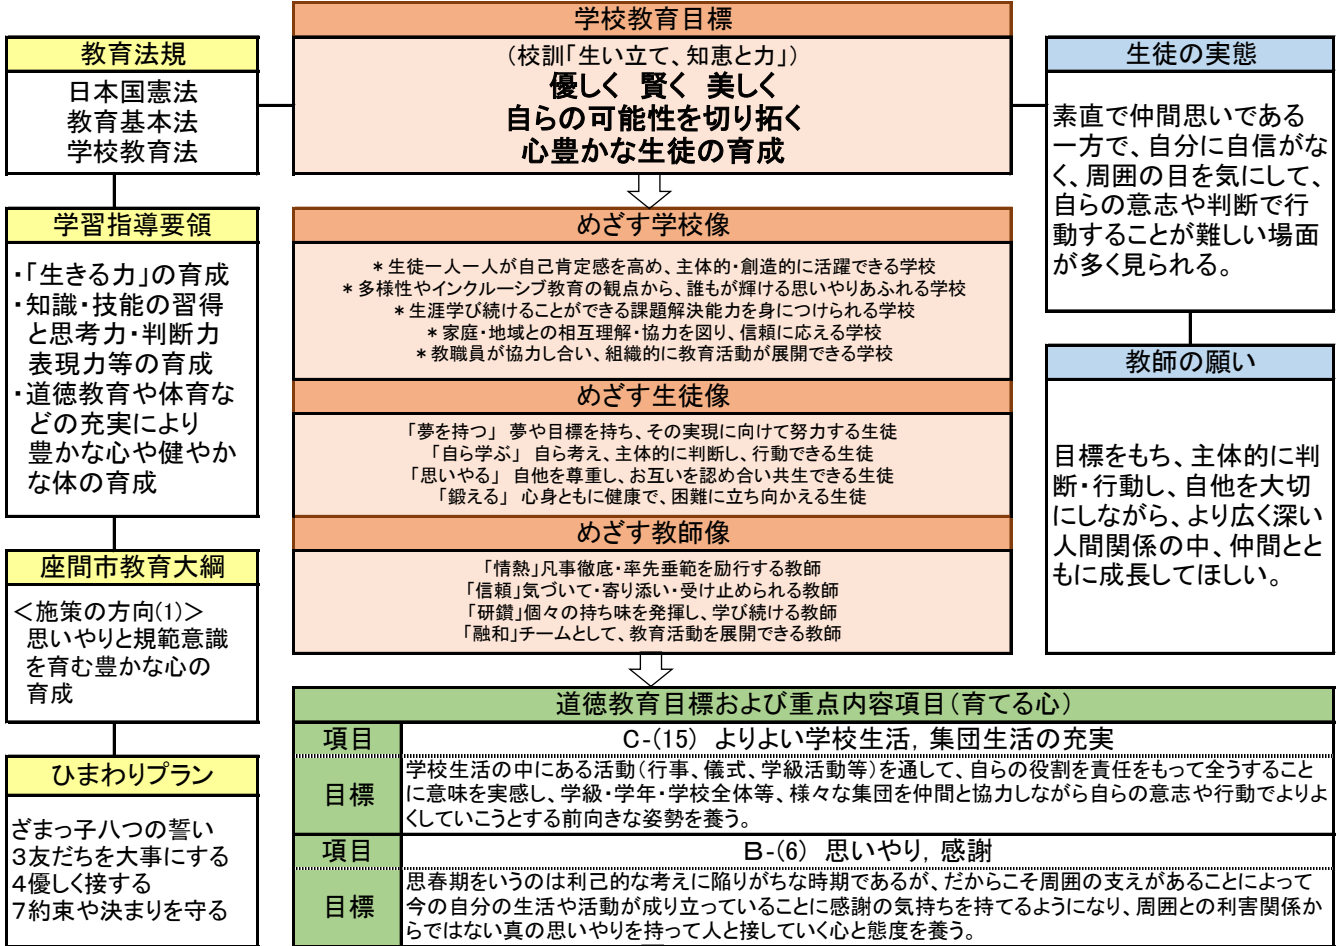 学校教育目標
(校訓「生い立て、知恵と力」)
優しく 賢く 美しく
自らの可能性を切り拓く
心豊かな生徒の育成
教育法規
日本国憲法
教育基本法
学校教育法
学習指導要領
・「生きる力」の育成
・知識・技能の習得
と思考力・判断力
表現力等の育成
・道徳教育や体育な
どの充実により
豊かな心や健やか
な体の育成
座間市教育大綱
<施策の方向(1)>
思いやりと規範意識
を育む豊かな心の
育成
ひまわりプラン
ざまっ子八つの誓い
3友だちを大事にする
4優しく接する
7約束や決まりを守る
めざす学校像
*生徒一人一人が自己肯定感を高め、主体的・創造的に活躍できる学校
*多様性やインクルーシブ教育の観点から、誰もが輝ける思いやりあふれる学校
*生涯学び続けることができる課題解決能力を身につけられる学校
*家庭・地域との相互理解・協力を図り、信頼に応える学校
*教職員が協力し合い、組織的に教育活動が展開できる学校
めざす生徒像
「夢を持つ」 夢や目標を持ち、その実現に向けて努力する生徒
「自ら学ぶ」 自ら考え、主体的に判断し、行動できる生徒
「思いやる」 自他を尊重し、お互いを認め合い共生できる生徒
「鍛える」 心身ともに健康で、困難に立ち向かえる生徒
めざす教師像
「情熱」凡事徹底・率先垂範を励行する教師
「信頼」気づいて・寄り添い・受け止められる教師
「研鑽」個々の持ち味を発揮し、学び続ける教師
「融和」チームとして、教育活動を展開できる教師
生徒の実態
素直で仲間思いである
一方で、自分に自信がな
く、周囲の目を気にして、
自らの意志や判断で行
動することが難しい場面
が多く見られる。
教師の願い
目標をもち、主体的に判
断・行動し、自他を大切
にしながら、より広く深い
人間関係の中、仲間とと
もに成長してほしい。
道徳教育目標および重点内容項目(育てる心)
項目 C-(15) よりよい学校生活, 集団生活の充実
目標
学校生活の中にある活動(行事、儀式、学級活動等)を通して、自らの役割を責任をもって全うすること
に意味を実感し、学級・学年・学校全体等、様々な集団を仲間と協力しながら自らの意志や行動でよりよ
くしていこうとする前向きな姿勢を養う。
項目 B-(6) 思いやり, 感謝
目標
思春期をいうのは利己的な考えに陥りがちな時期であるが、だからこそ周囲の支えがあることによって
今の自分の生活や活動が成り立っていることに感謝の気持ちを持てるようになり、周囲との利害関係か
らではない真の思いやりを持って人と接していく心と態度を養う。